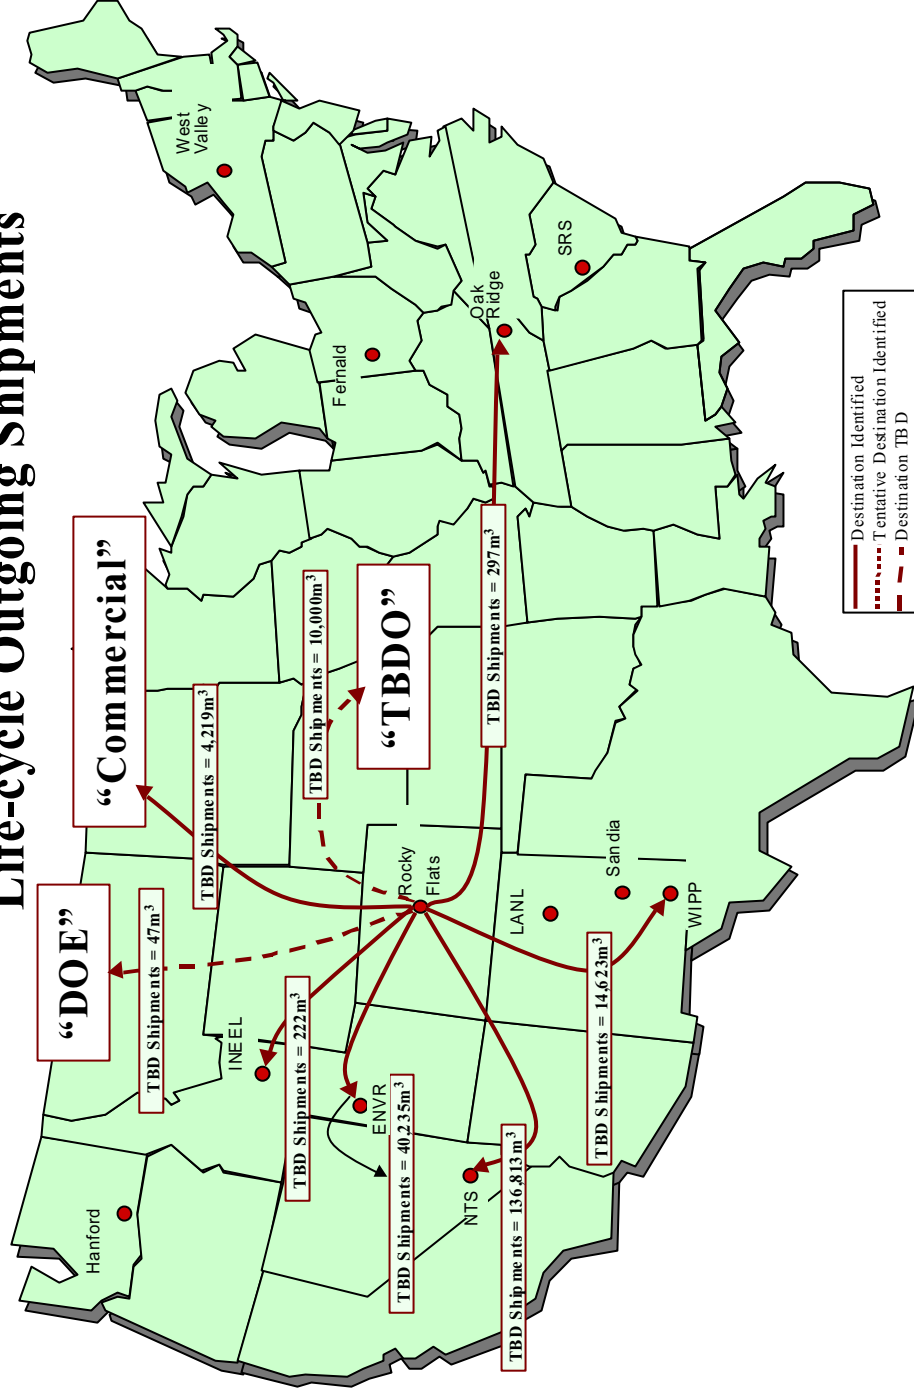 Life-cycle Outgoing Shipments
“DOE”
“Commercial”
“TBDO”
TBD Shipments = 47m³
TBD Shipments = 4,219m³
TBD Shipments = 10,000m³
TBD Shipments = 222m³
TBD Shipments = 40,235m³
TBD Shipments = 136,813m³
TBD Shipments = 14,623m³
TBD Shipments = 297m³
Hanford
INEEL
ENVR
NTS
Rocky
Flats
LANL
Sandia
WIPP
Fernald
West
Valley
Oak
Ridge
SRS
Destination Identified
Tentative Destination Identified
Destination TBD